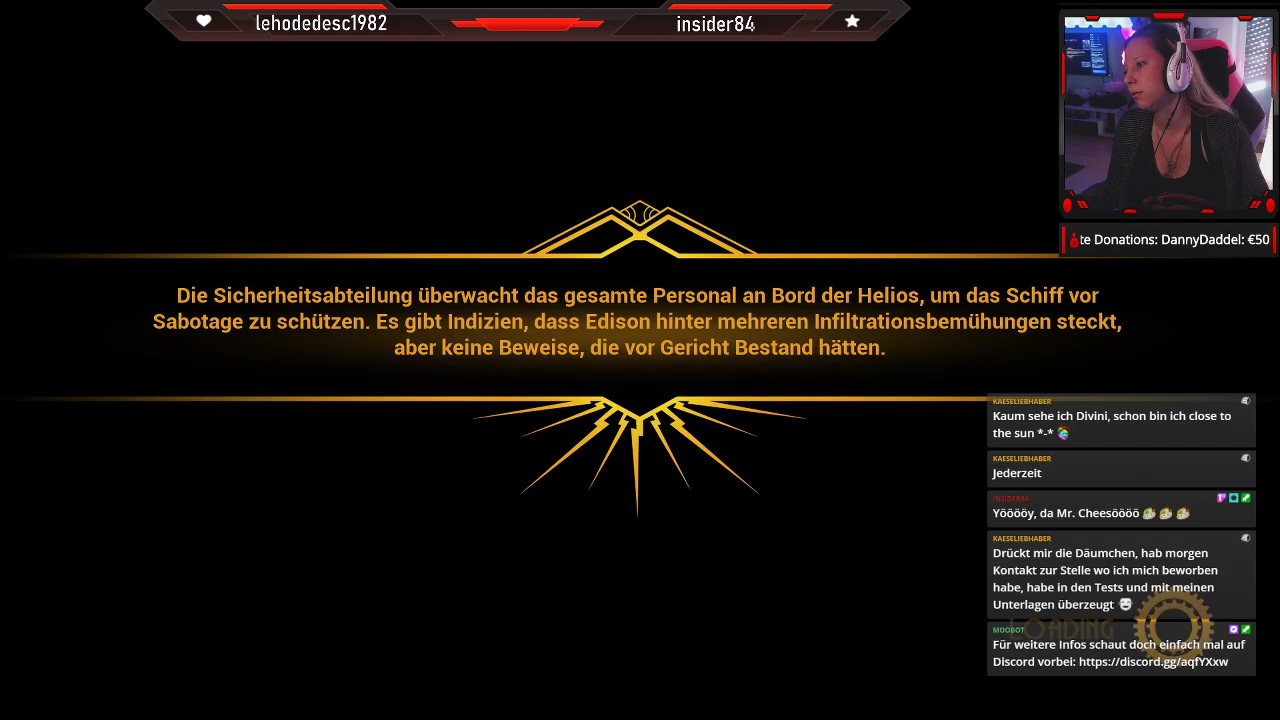 lehodedesc1982
insider84
te Donations: DannyDaddel: €50
Die Sicherheitsabteilung überwacht das gesamte Personal an Bord der Helios, um das Schiff vor
Sabotage zu schützen. Es gibt Indizien, dass Edison hinter mehreren Infiltrationsbemühungen steckt,
aber keine Beweise, die vor Gericht Bestand hätten.
KAESELIEBHABER
Kaum sehe ich Divini, schon bin ich close to
the sun *-*
KAESELIEBHABER
Jederzeit
INSIDER84
Yööööy, da Mr. Cheesöööö
KAESELIEBHABER
Drückt mir die Däumchen, hab morgen
Kontakt zur Stelle wo ich mich beworben
habe, habe in den Tests und mit meinen
Unterlagen überzeugt
LOADING
MOOBOT
Für weitere Infos schaut doch einfach mal auf
Discord vorbei: https://discord.gg/aqfYXxw